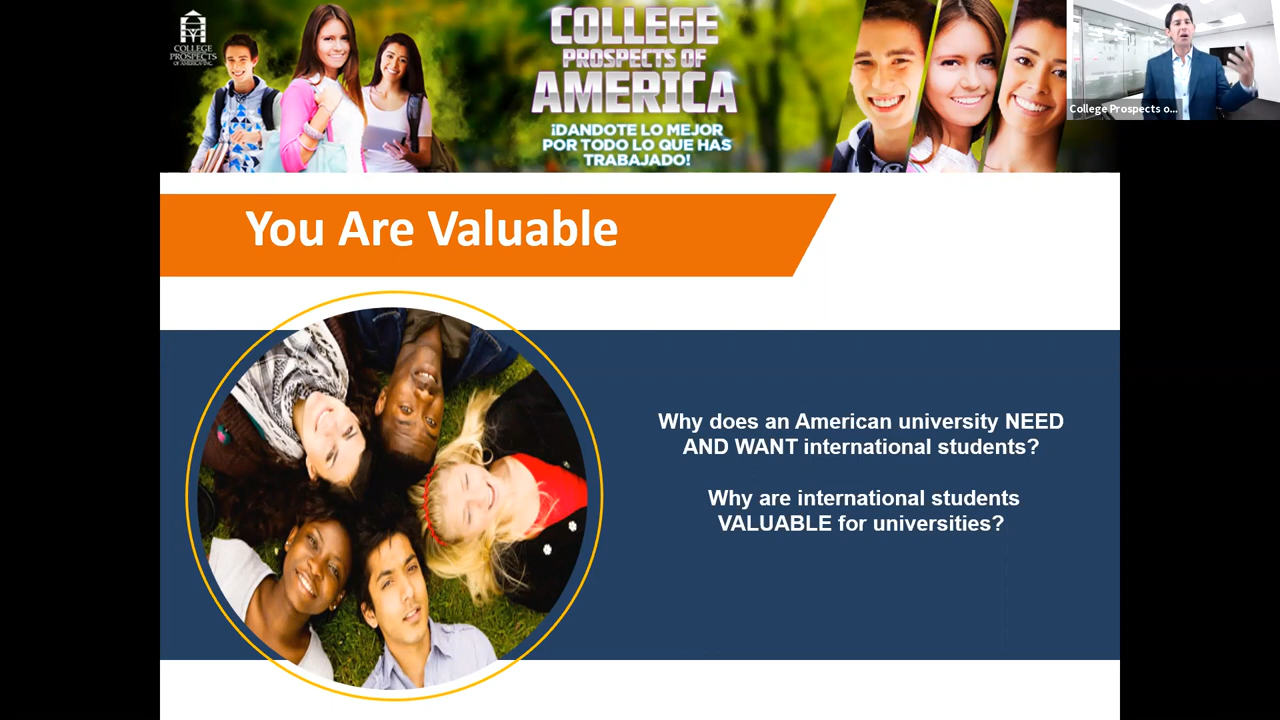 COLLEGE
PROSPECTS
OF AMERICA INC.
COLLEGE
PROSPECTS OF
AMERICA
¡DANDOTE LO MEJOR
POR TODO LO QUE HAS
TRABAJADO!
College Prospects o...
You Are Valuable
Why does an American university NEED
AND WANT international students?
Why are international students
VALUABLE for universities?